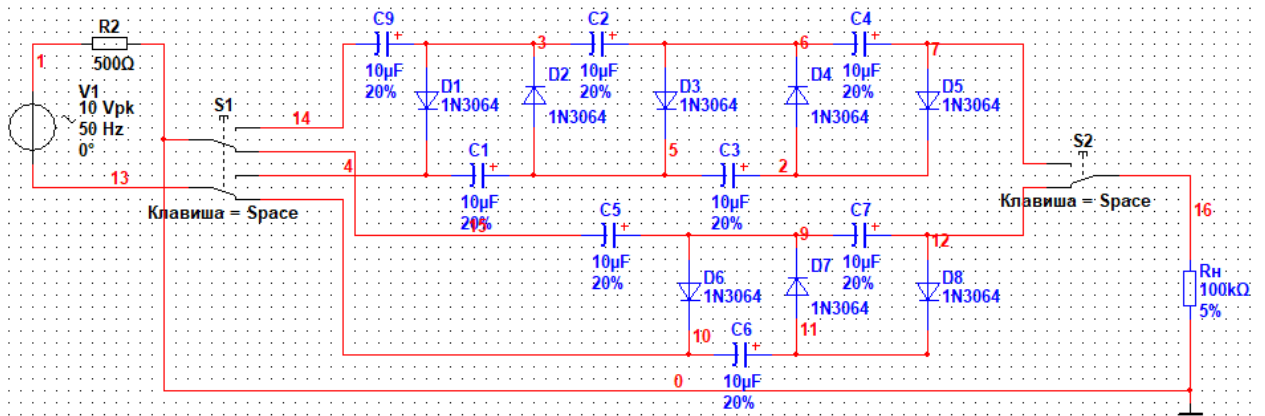 C9
C2
C4
R2
1
3
6
7
500Ω
10µF
20%
10µF
20%
10µF
20%
D1
1N3064
D2
1N3064
D3
1N3064
D4
1N3064
D5
1N3064
V1
10 Vpk
50 Hz
0°
S1
14
4
13
Клавиша = Space
C1
10µF
20%
5
C3
10µF
20%
2
S2
Клавиша = Space
16
15
C5
10µF
20%
9
C7
10µF
20%
12
D6
1N3064
D7
1N3064
D8
1N3064
Rн
100kΩ
5%
10
C6
10µF
20%
11
0